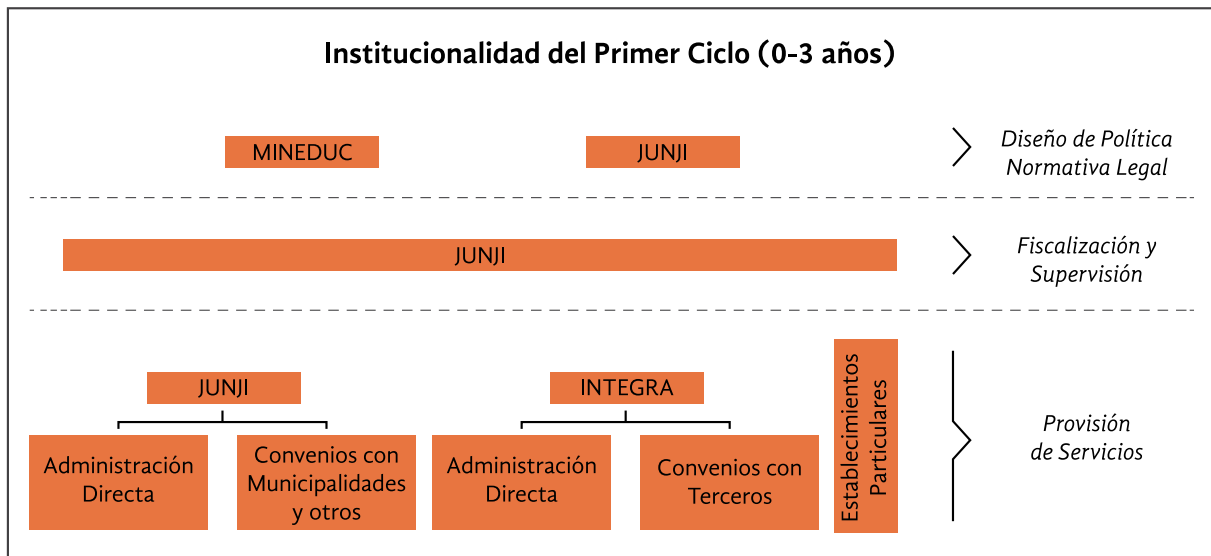 Institucionalidad del Primer Ciclo (0-3 años)
MINEDUC
JUNJI
Diseño de Política
Normativa Legal
JUNJI
Fiscalización y
Supervisión
JUNJI
Administración
Directa
Convenios con
Municipalidades
y otros
INTEGRA
Administración
Directa
Convenios con
Terceros
Establecimientos
Particulares
Provisión
de Servicios